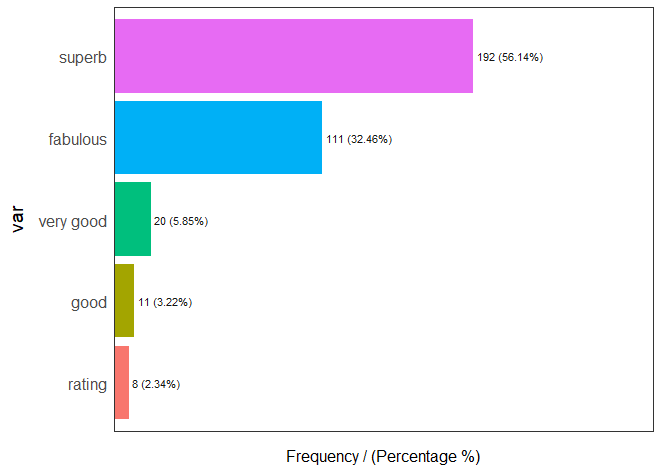 superb
192 (56.14%)
fabulous
111 (32.46%)
very good
20 (5.85%)
good
11 (3.22%)
rating
8 (2.34%)
var
Frequency / (Percentage %)